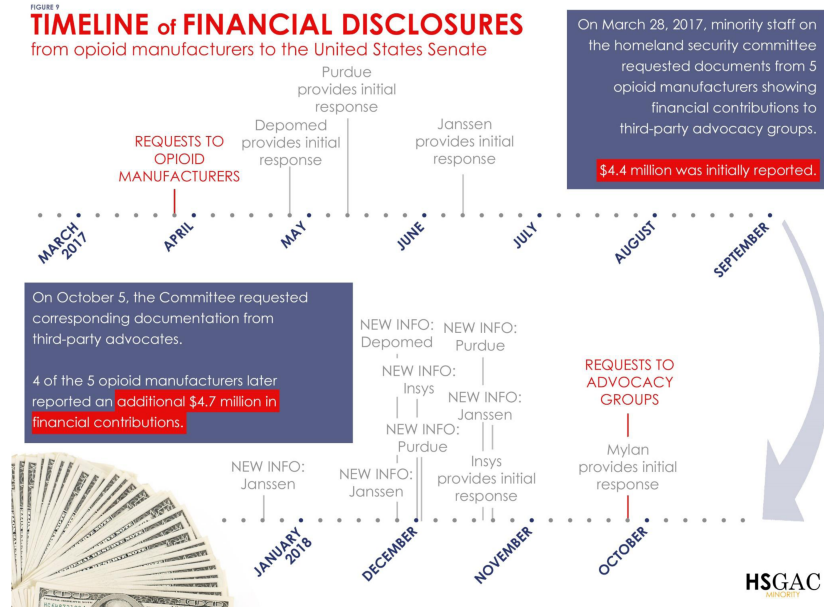 FIGURE 9
TIMELINE of FINANCIAL DISCLOSURES
from opioid manufacturers to the United States Senate
On March 28, 2017, minority staff on
the homeland security committee
requested documents from 5
opioid manufacturers showing
financial contributions to
third-party advocacy groups.
$4.4 million was initially reported.
REQUESTS TO
OPIOID
MANUFACTURERS
Depomed
provides initial
response
Purdue
provides initial
response
Janssen
provides initial
response
MARCH
2017
APRIL
MAY
JUNE
JULY
AUGUST
SEPTEMBER
On October 5, the Committee requested
corresponding documentation from
third-party advocates.
4 of the 5 opioid manufacturers later
reported an additional $4.7 million in
financial contributions.
NEW INFO:
Janssen
NEW INFO:
Depomed
NEW INFO:
Insys
NEW INFO:
Purdue
NEW INFO:
Janssen
NEW INFO:
Purdue
NEW INFO:
Janssen
Insys
provides initial
response
REQUESTS TO
ADVOCACY
GROUPS
Mylan
provides initial
response
JANUARY
2018
DECEMBER
NOVEMBER
OCTOBER
HSGAC
MINORITY